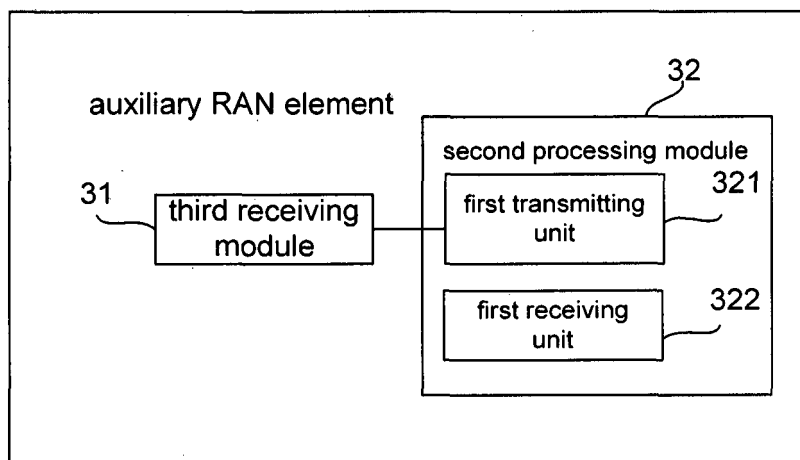 32
auxiliary RAN element
second processing module
31
third receiving
module
first transmitting
unit
321
first receiving
unit
322